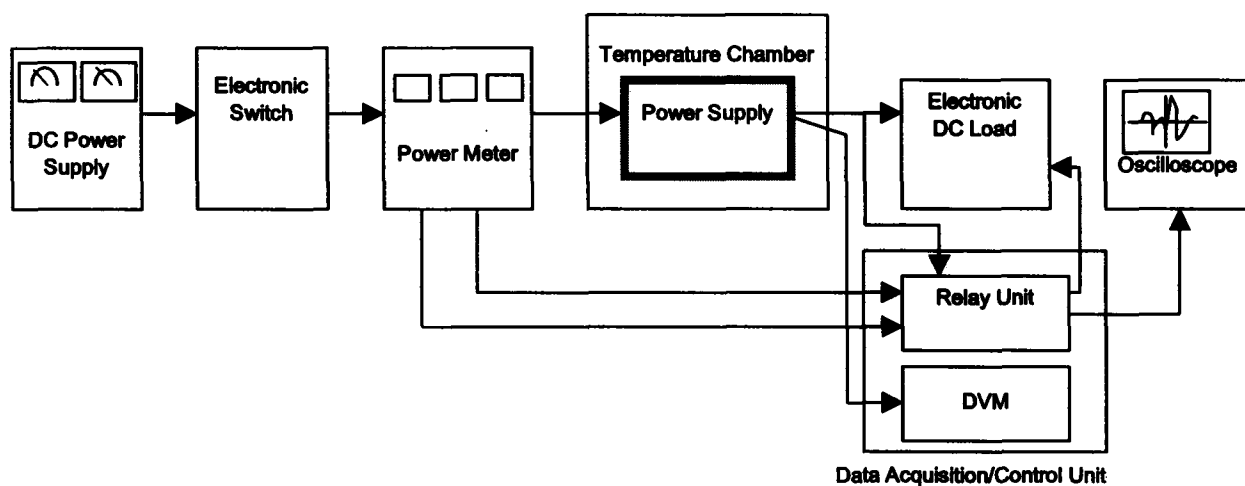 DC Power
Supply
Electronic
Switch
Power Meter
Temperature Chamber
Power Supply
Electronic
DC Load
Oscilloscope
Relay Unit
DVM
Data Acquisition/Control Unit